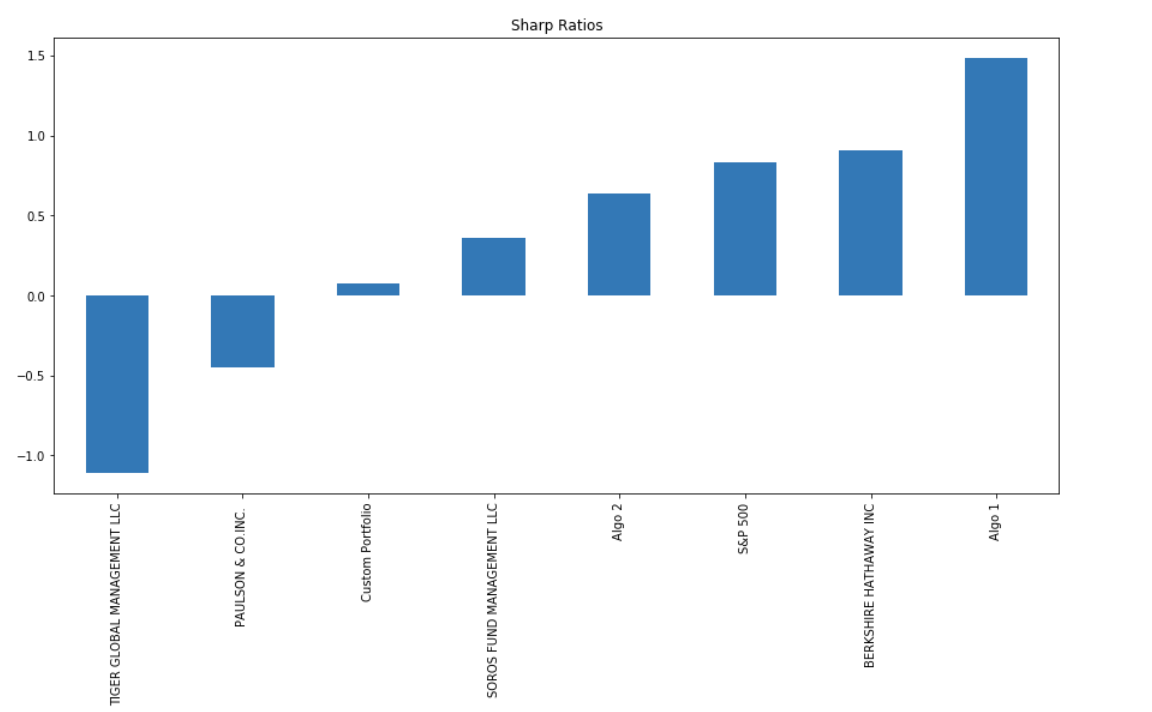 Sharp Ratios
1.5
1.0
0.5
0.0
−0.5
−1.0
TIGER GLOBAL MANAGEMENT LLC
PAULSON & CO.INC.
Custom Portfolio
SOROS FUND MANAGEMENT LLC
Algo 2
S&P 500
BERKSHIRE HATHAWAY INC
Algo 1